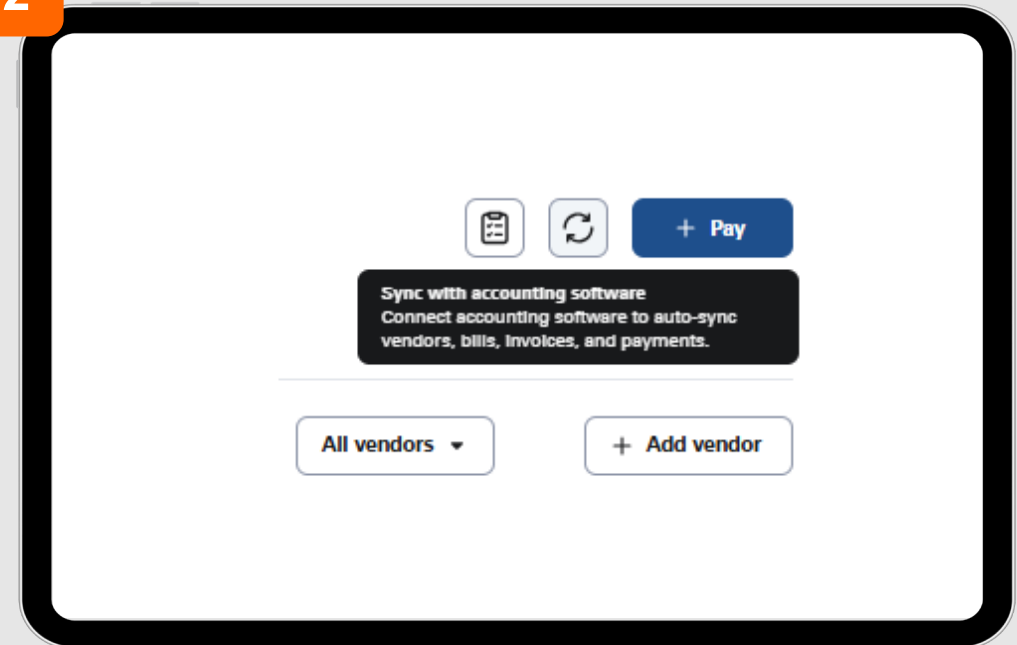 2
+ Pay
Sync with accounting software
Connect accounting software to auto-sync
vendors, bills, invoices, and payments.
All vendors
+ Add vendor